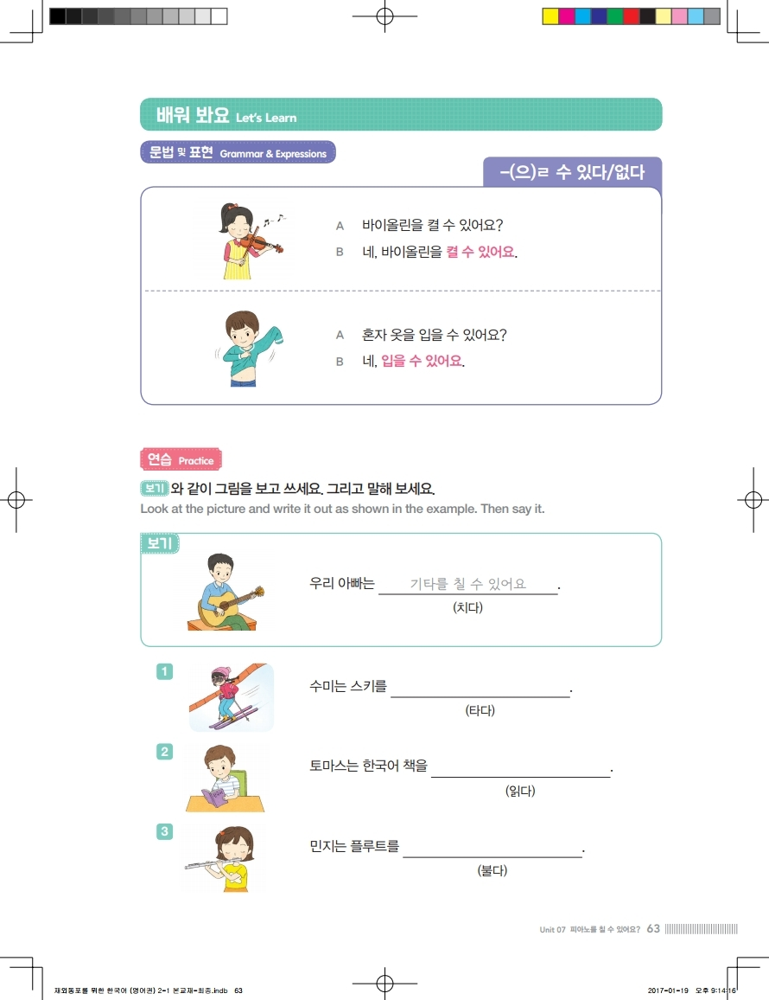 배워 봐요 Let's Learn
문법 및 표현 Grammar & Expressions
-(으)ㄹ 수 있다/없다
A 바이올린을 켤 수 있어요?
B 네, 바이올린을 켤 수 있어요.
A 혼자 옷을 입을 수 있어요?
B 네, 입을 수 있어요.
연습 Practice
보기 와 같이 그림을 보고 쓰세요. 그리고 말해 보세요.
Look at the picture and write it out as shown in the example. Then say it.
보기
우리 아빠는 기타를 칠 수 있어요.
(치다)
1
수미는 스키를 .
(타다)
2
토마스는 한국어 책을 .
(읽다)
3
민지는 플루트를 .
(불다)
Unit 07 피아노를 칠 수 있어요? 63
재외동포를 위한 한국어 (영어권) 2-1 본교재-최종.indb 63
2017-01-19 오후 9:14:16